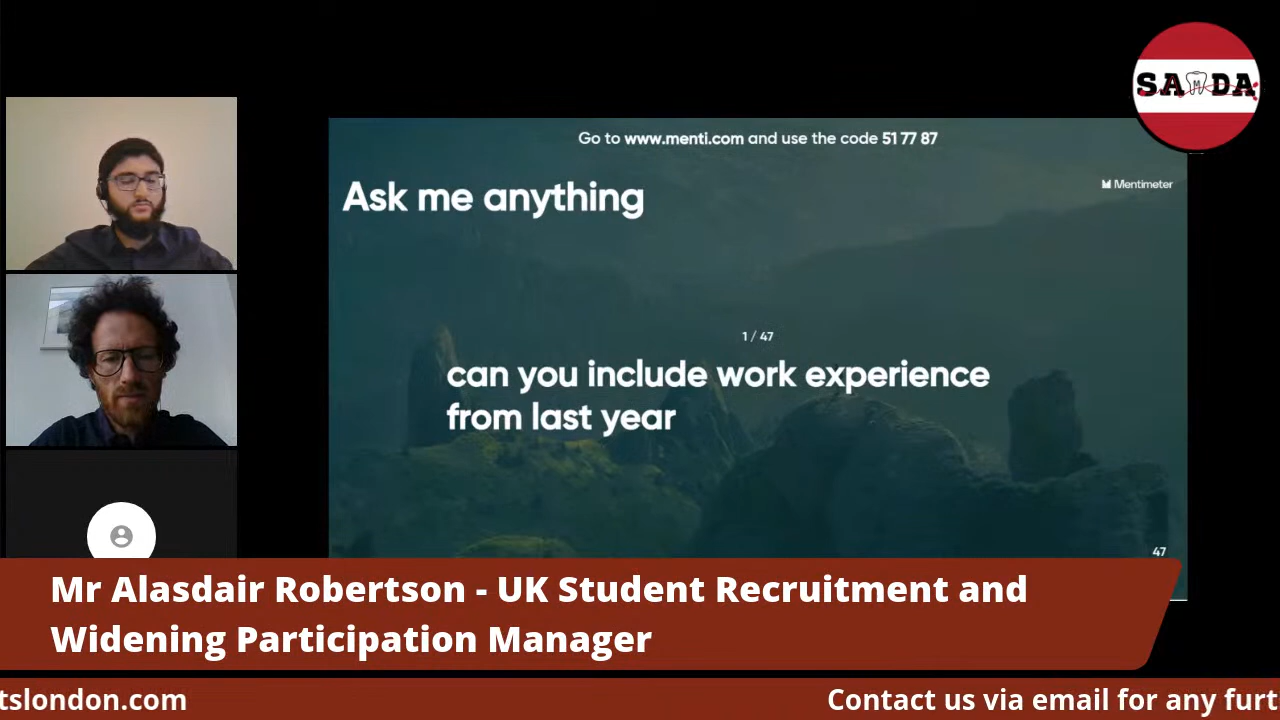 SAMDA
Go to www.menti.com and use the code 51 77 87
Mentimeter
Ask me anything
1 / 47
can you include work experience
from last year
47
Mr Alasdair Robertson - UK Student Recruitment and
Widening Participation Manager
tslondon.com Contact us via email for any furt